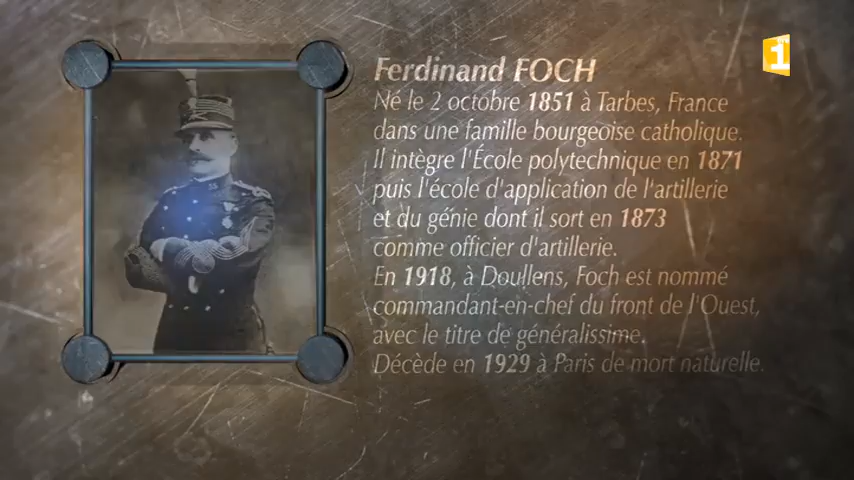 Ferdinand FOCH
Né le 2 octobre 1851 à Tarbes, France
dans une famille bourgeoise catholique.
Il intègre l'École polytechnique en 1871
puis l'école d'application de l'artillerie
et du génie dont il sort en 1873
comme officier d'artillerie.
En 1918, à Doullens, Foch est nommé
commandant-en-chef du front de l'Ouest,
avec le titre de généralissime.
Décède en 1929 à Paris de mort naturelle.
1